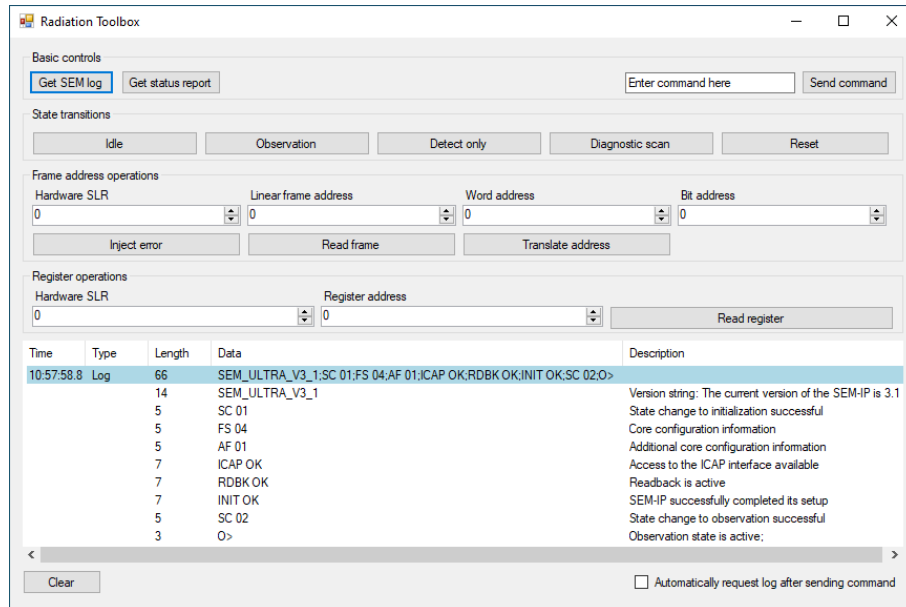 Radiation Toolbox
Basic controls
Get SEM log Get status report Enter command here Send command
State transitions
Idle Observation Detect only Diagnostic scan Reset
Frame address operations
Hardware SLR Linear frame address Word address Bit address
0 0 0 0
Inject error Read frame Translate address
Register operations
Hardware SLR Register address
0 0 Read register
Time Type Length Data Description
10:57:58.8 Log 66 SEM_ULTRA_V3_1;SC 01;FS 04;AF 01;ICAP OK;RDBK OK;INIT OK;SC 02;O>
14 SEM_ULTRA_V3_1 Version string: The current version of the SEM-IP is 3.1
5 SC 01 State change to initialization successful
5 FS 04 Core configuration information
5 AF 01 Additional core configuration information
7 ICAP OK Access to the ICAP interface available
7 RDBK OK Readback is active
7 INIT OK SEM-IP successfully completed its setup
5 SC 02 State change to observation successful
3 O> Observation state is active;
Clear Automatically request log after sending command